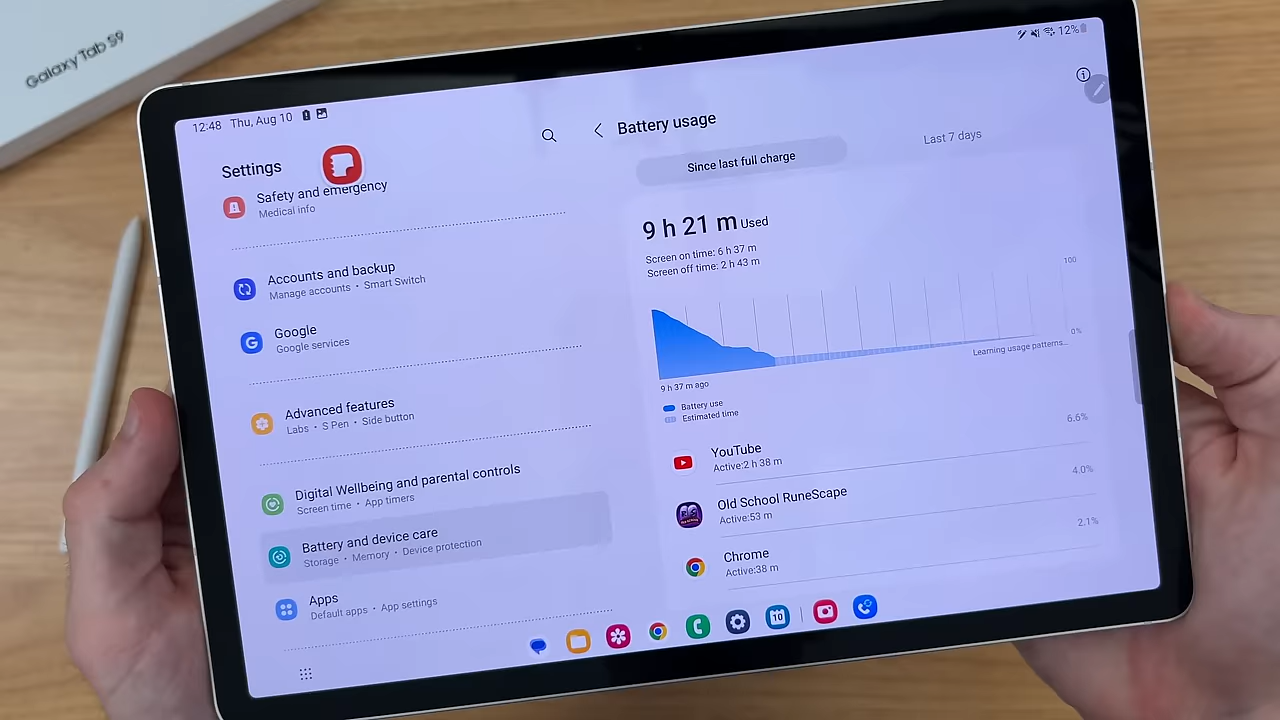 Galaxy Tab S9
12:48 Thu, Aug 10
12%
Settings
Safety and emergency
Medical info
Accounts and backup
Manage accounts • Smart Switch
Google
Google services
Advanced features
Labs • S Pen • Side button
Digital Wellbeing and parental controls
Screen time • App timers
Battery and device care
Storage • Memory • Device protection
Apps
Default apps • App settings
Battery usage
Since last full charge
Last 7 days
9 h 21 m Used
Screen on time: 6 h 37 m
Screen off time: 2 h 43 m
100
0%
Learning usage patterns...
9 h 37 m ago
Battery use
Estimated time
YouTube
6.6%
Active:2 h 38 m
Old School RuneScape
4.0%
Active:53 m
Chrome
2.1%
Active:38 m
10